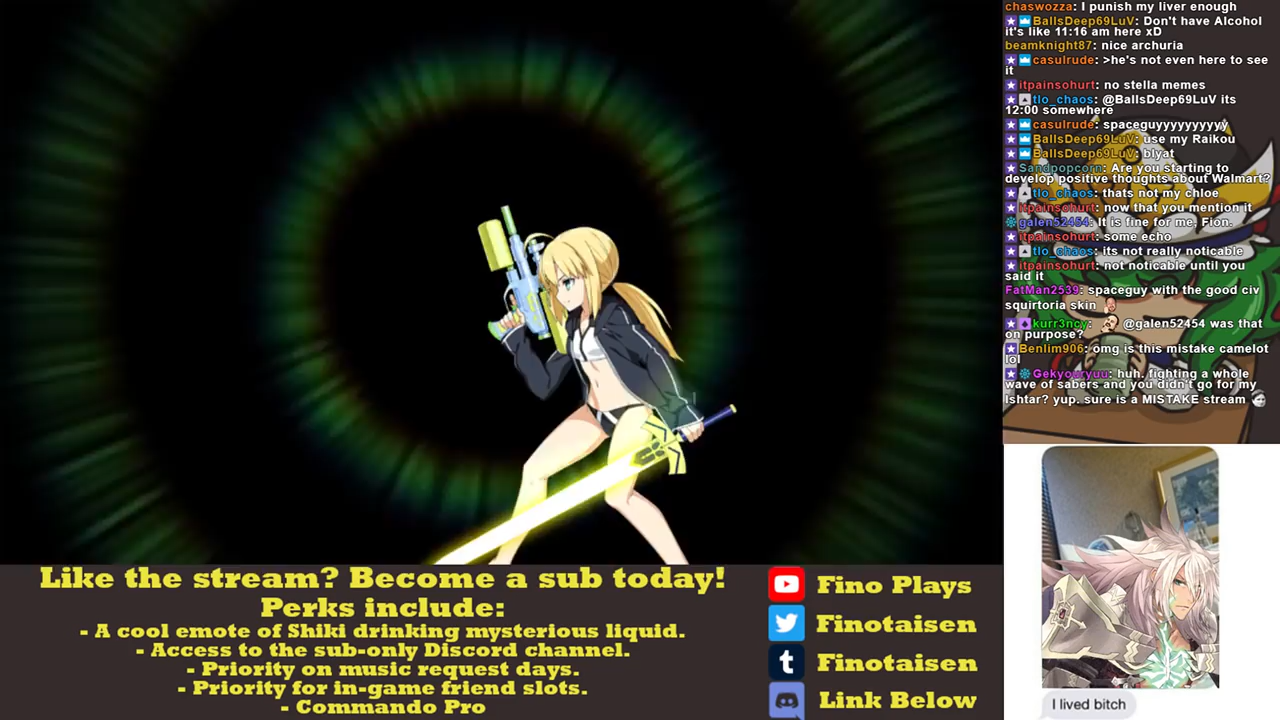 chaswozza: I punish my liver enough
BallsDeep69LuV: Don't have Alcohol
it's like 11:16 am here xD
beamknight87: nice archuria
casulrude: >he's not even here to see
it
itpainsohurt: no stella memes
tlo_chaos: @BallsDeep69LuV its
12:00 somewhere
casulrude: spaceguyyyyyyyyyy
BallsDeep69LuV: use my Raikou
BallsDeep69LuV: blyat
Sandpopcorn: Are you starting to
develop positive thoughts about Walmart?
tlo_chaos: thats not my chloe
itpainsohurt: now that you mention it
galen52454: It is fine for me, Fion.
itpainsohurt: some echo
tlo_chaos: its not really noticable
itpainsohurt: not noticable until you
said it
FatMan2539: spaceguy with the good civ
squirtoria skin
kurr3ncy: @galen52454 was that
on purpose?
Benlim906: omg is this mistake camelot
lol
Gekyouryuu: huh. fighting a whole
wave of sabers and you didn't go for my
Ishtar? yup. sure is a MISTAKE stream
Like the stream? Become a sub today!
Perks include:
- A cool emote of Shiki drinking mysterious liquid.
- Access to the sub-only Discord channel.
- Priority on music request days.
- Priority for in-game friend slots.
- Commando Pro
Fino Plays
Finotaisen
t Finotaisen
Link Below
I lived bitch